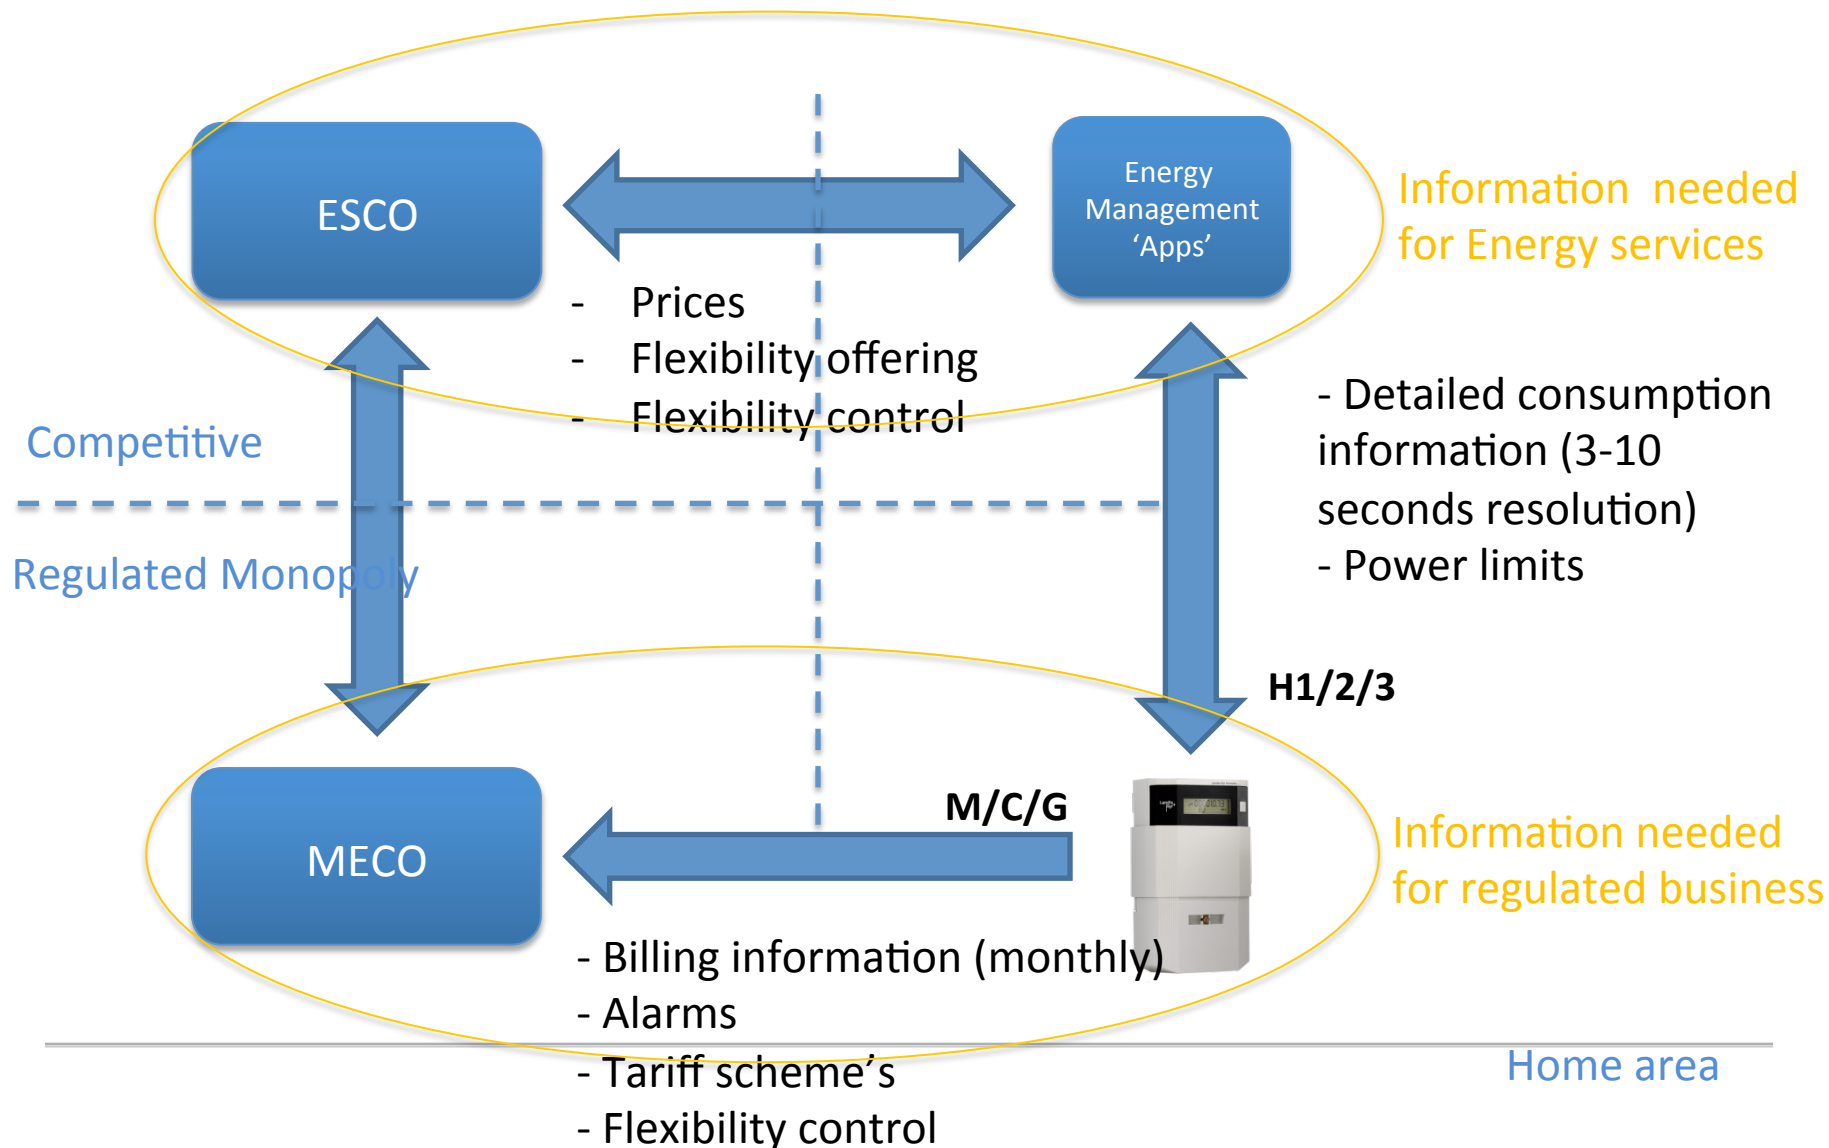 ESCO
Energy
Management
‘Apps’
Information  needed
for Energy services
- Prices
- Flexibility offering
- Flexibility control
- Detailed consumption
information (3-10
seconds resolution)
- Power limits
Competitive
Regulated Monopoly
H1/2/3
M/C/G
MECO
Information needed
for regulated business
- Billing information (monthly)
- Alarms
- Tariff scheme’s
- Flexibility control
Home area